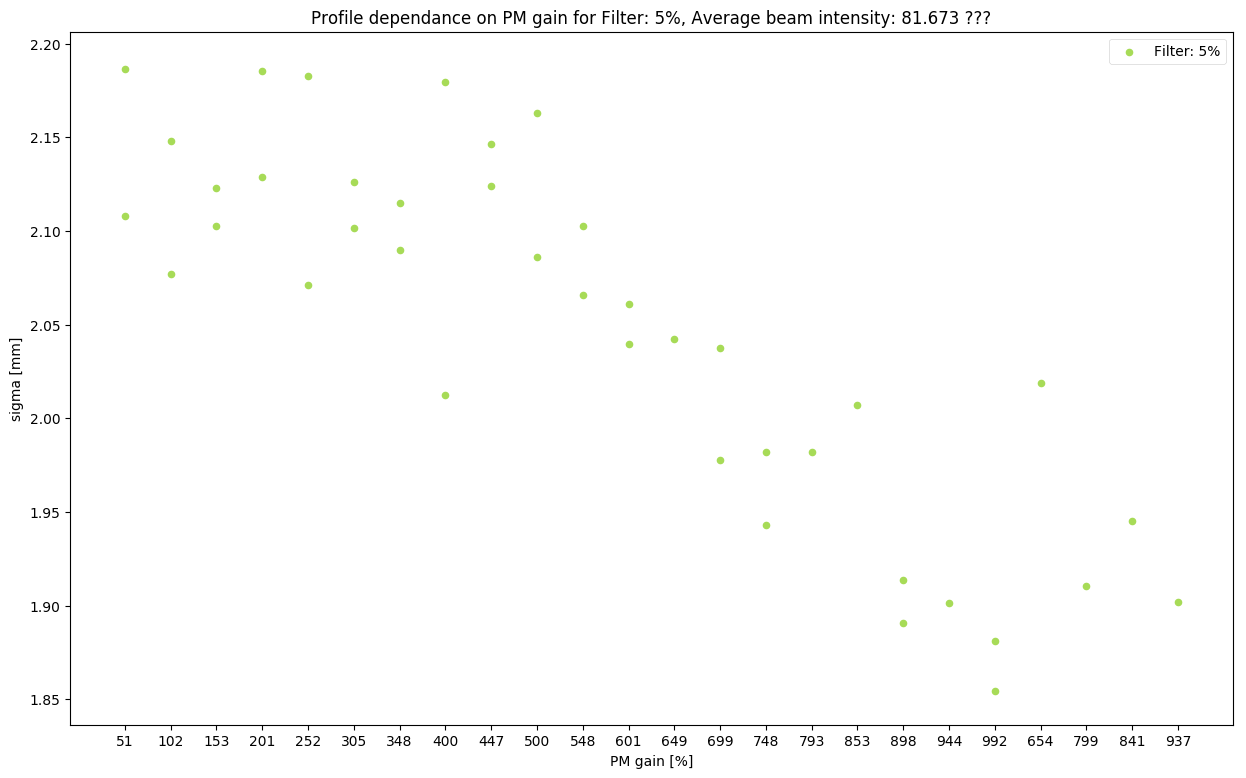 Profile dependance on PM gain for Filter: 5%, Average beam intensity: 81.673 ???
Filter: 5%
2.20
2.15
2.10
2.05
2.00
1.95
1.90
1.85
sigma [mm]
51 102 153 201 252 305 348 400 447 500 548 601 649 699 748 793 853 898 944 992 654 799 841 937
PM gain [%]